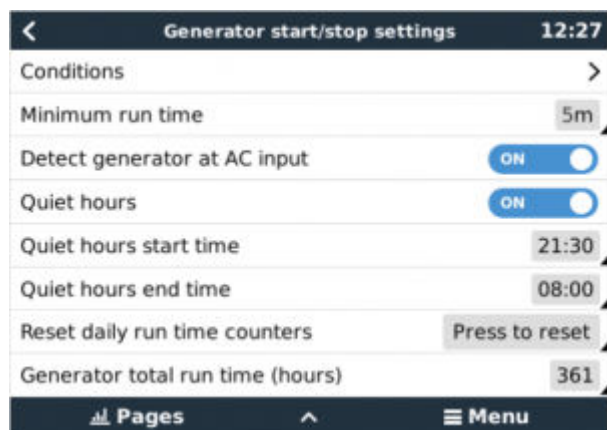 Generator start/stop settings 12:27
Conditions
Minimum run time 5m
Detect generator at AC input ON
Quiet hours ON
Quiet hours start time 21:30
Quiet hours end time 08:00
Reset daily run time counters Press to reset
Generator total run time (hours) 361
Pages Menu